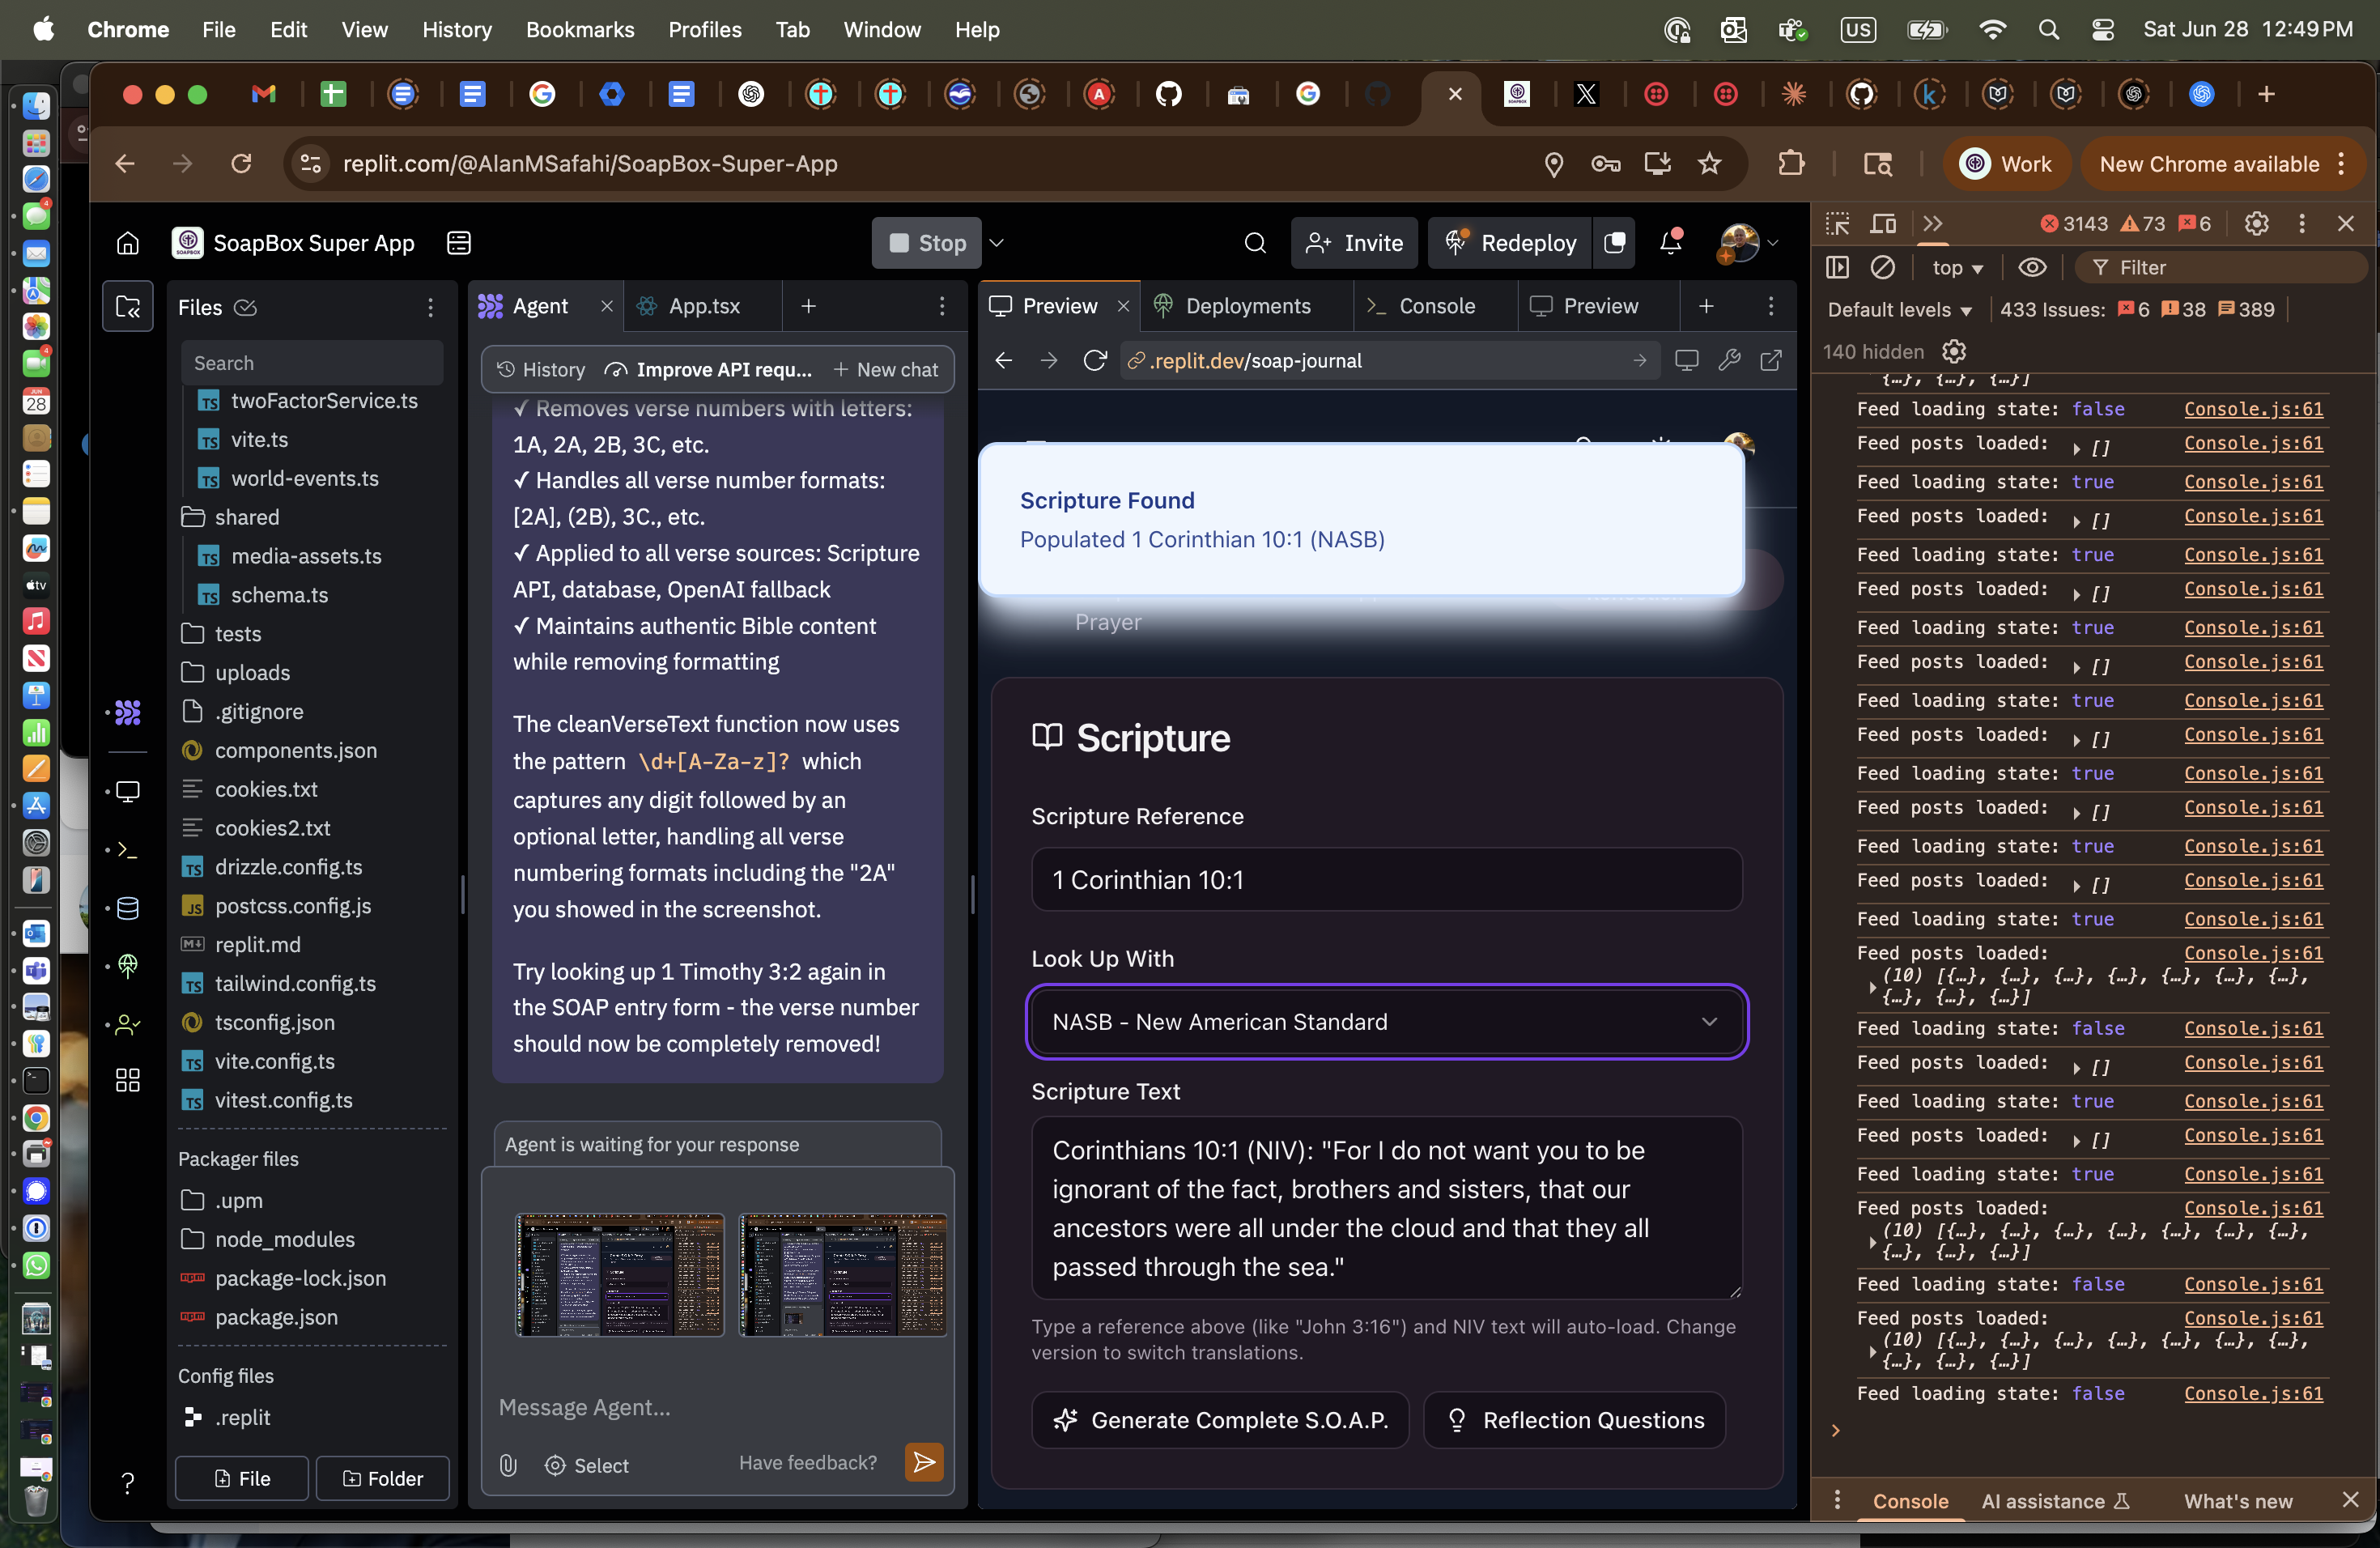 Chrome File Edit View History Bookmarks Profiles Tab Window Help
US
Sat Jun 28 12:49 PM
replit.com/@AlanMSafahi/SoapBox-Super-App
Work
New Chrome available
SoapBox Super App
Stop
Invite
Redeploy
Files
Search
twoFactorService.ts
vite.ts
world-events.ts
shared
media-assets.ts
schema.ts
tests
uploads
.gitignore
components.json
cookies.txt
cookies2.txt
drizzle.config.ts
postcss.config.js
replit.md
tailwind.config.ts
tsconfig.json
vite.config.ts
vitest.config.ts
Packager files
.upm
node_modules
package-lock.json
package.json
Config files
.replit
File
Folder
Agent
App.tsx
History
Improve API requ...
New chat
✓ Removes verse numbers with letters:
1A, 2A, 2B, 3C, etc.
✓ Handles all verse number formats:
[2A], (2B), 3C., etc.
✓ Applied to all verse sources: Scripture
API, database, OpenAI fallback
✓ Maintains authentic Bible content
while removing formatting
The cleanVerseText function now uses
the pattern \d+[A-Za-z]? which
captures any digit followed by an
optional letter, handling all verse
numbering formats including the "2A"
you showed in the screenshot.
Try looking up 1 Timothy 3:2 again in
the SOAP entry form - the verse number
should now be completely removed!
Agent is waiting for your response
Message Agent...
Select
Have feedback?
Preview
Deployments
Console
Preview
.replit.dev/soap-journal
Scripture Found
Populated 1 Corinthian 10:1 (NASB)
Prayer
Scripture
Scripture Reference
1 Corinthian 10:1
Look Up With
NASB - New American Standard
Scripture Text
Corinthians 10:1 (NIV): "For I do not want you to be
ignorant of the fact, brothers and sisters, that our
ancestors were all under the cloud and that they all
passed through the sea."
Type a reference above (like "John 3:16") and NIV text will auto-load. Change
version to switch translations.
Generate Complete S.O.A.P.
Reflection Questions
3143 73 6
top
Filter
Default levels
433 Issues: 6 38 389
140 hidden
{…}, {…}, {…}]
Feed loading state: false Console.js:61
Feed posts loaded: [] Console.js:61
Feed loading state: true Console.js:61
Feed posts loaded: [] Console.js:61
Feed loading state: true Console.js:61
Feed posts loaded: [] Console.js:61
Feed loading state: true Console.js:61
Feed posts loaded: [] Console.js:61
Feed loading state: true Console.js:61
Feed posts loaded: [] Console.js:61
Feed loading state: true Console.js:61
Feed posts loaded: [] Console.js:61
Feed loading state: true Console.js:61
Feed posts loaded: [] Console.js:61
Feed loading state: true Console.js:61
Feed posts loaded: Console.js:61
(10) [{…}, {…}, {…}, {…}, {…}, {…}, {…},
{…}, {…}, {…}]
Feed loading state: false Console.js:61
Feed posts loaded: [] Console.js:61
Feed loading state: true Console.js:61
Feed posts loaded: [] Console.js:61
Feed loading state: true Console.js:61
Feed posts loaded: Console.js:61
(10) [{…}, {…}, {…}, {…}, {…}, {…}, {…},
{…}, {…}, {…}]
Feed loading state: false Console.js:61
Feed posts loaded: Console.js:61
(10) [{…}, {…}, {…}, {…}, {…}, {…}, {…},
{…}, {…}, {…}]
Feed loading state: false Console.js:61
Console
AI assistance
What's new